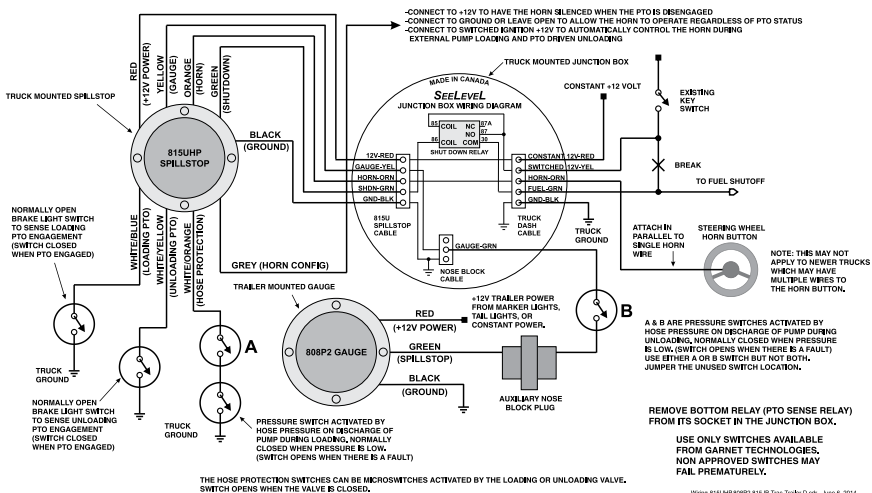 -CONNECT TO +12V TO HAVE THE HORN SILENCED WHEN THE PTO IS DISENGAGED
-CONNECT TO GROUND OR LEAVE OPEN TO ALLOW THE HORN TO OPERATE REGARDLESS OF PTO STATUS
-CONNECT TO SWITCHED IGNITION +12V TO AUTOMATICALLY CONTROL THE HORN DURING
EXTERNAL PUMP LOADING AND PTO DRIVEN UNLOADING
RED
(+12V POWER)
YELLOW
(GAUGE)
ORANGE
(HORN)
GREEN
(SHUTDOWN)
TRUCK MOUNTED SPILLSTOP
TRUCK MOUNTED JUNCTION BOX
MADE IN CANADA
SEELEVEL
JUNCTION BOX WIRING DIAGRAM
CONSTANT +12 VOLT
EXISTING
KEY
SWITCH
85 COIL NC 87A
NO 87
86 COIL COM 30
SHUT DOWN RELAY
BLACK
(GROUND)
815UHP
SPILLSTOP
12V-RED
GAUGE-YEL
HORN-ORN
SHDN-GRN
GND-BLK
CONSTANT 12V-RED
SWITCHED 12V-YEL
HORN-ORN
FUEL-GRN
GND-BLK
BREAK
TO FUEL SHUTOFF
815U
SPILLSTOP
CABLE
TRUCK
DASH
CABLE
TRUCK
GROUND
GAUGE-GRN
NOSE BLOCK
CABLE
ATTACH IN
PARALLEL TO
SINGLE HORN
WIRE
STEERING WHEEL
HORN BUTTON
NOTE: THIS MAY NOT
APPLY TO NEWER TRUCKS
WHICH MAY HAVE
MULTIPLE WIRES TO
THE HORN BUTTON.
NORMALLY OPEN
BRAKE LIGHT SWITCH
TO SENSE LOADING
PTO ENGAGEMENT
(SWITCH CLOSED
WHEN PTO ENGAGED)
WHITE/BLUE
(LOADING PTO)
WHITE/YELLOW
(UNLOADING PTO)
WHITE/ORANGE
(HOSE PROTECTION)
GREY (HORN CONFIG)
TRAILER MOUNTED GAUGE
808P2 GAUGE
RED
(+12V POWER)
+12V TRAILER POWER
FROM MARKER LIGHTS,
TAIL LIGHTS, OR
CONSTANT POWER.
GREEN
(SPILLSTOP)
BLACK
(GROUND)
AUXILIARY NOSE
BLOCK PLUG
B
A & B ARE PRESSURE SWITCHES ACTIVATED BY
HOSE PRESSURE ON DISCHARGE OF PUMP DURING
UNLOADING, NORMALLY CLOSED WHEN PRESSURE
IS LOW. (SWITCH OPENS WHEN THERE IS A FAULT)
USE EITHER A OR B SWITCH BUT NOT BOTH.
JUMPER THE UNUSED SWITCH LOCATION.
A
TRUCK
GROUND
NORMALLY OPEN
BRAKE LIGHT SWITCH
TO SENSE UNLOADING
PTO ENGAGEMENT
(SWITCH CLOSED
WHEN PTO ENGAGED)
TRUCK
GROUND
PRESSURE SWITCH ACTIVATED BY
HOSE PRESSURE ON DISCHARGE OF
PUMP DURING LOADING, NORMALLY
CLOSED WHEN PRESSURE IS LOW.
(SWITCH OPENS WHEN THERE IS A FAULT)
REMOVE BOTTOM RELAY (PTO SENSE RELAY)
FROM ITS SOCKET IN THE JUNCTION BOX.
USE ONLY SWITCHES AVAILABLE
FROM GARNET TECHNOLOGIES.
NON APPROVED SWITCHES MAY
FAIL PREMATURELY.
THE HOSE PROTECTION SWITCHES CAN BE MICROSWITCHES ACTIVATED BY THE LOADING OR UNLOADING VALVE.
SWITCH OPENS WHEN THE VALVE IS CLOSED.